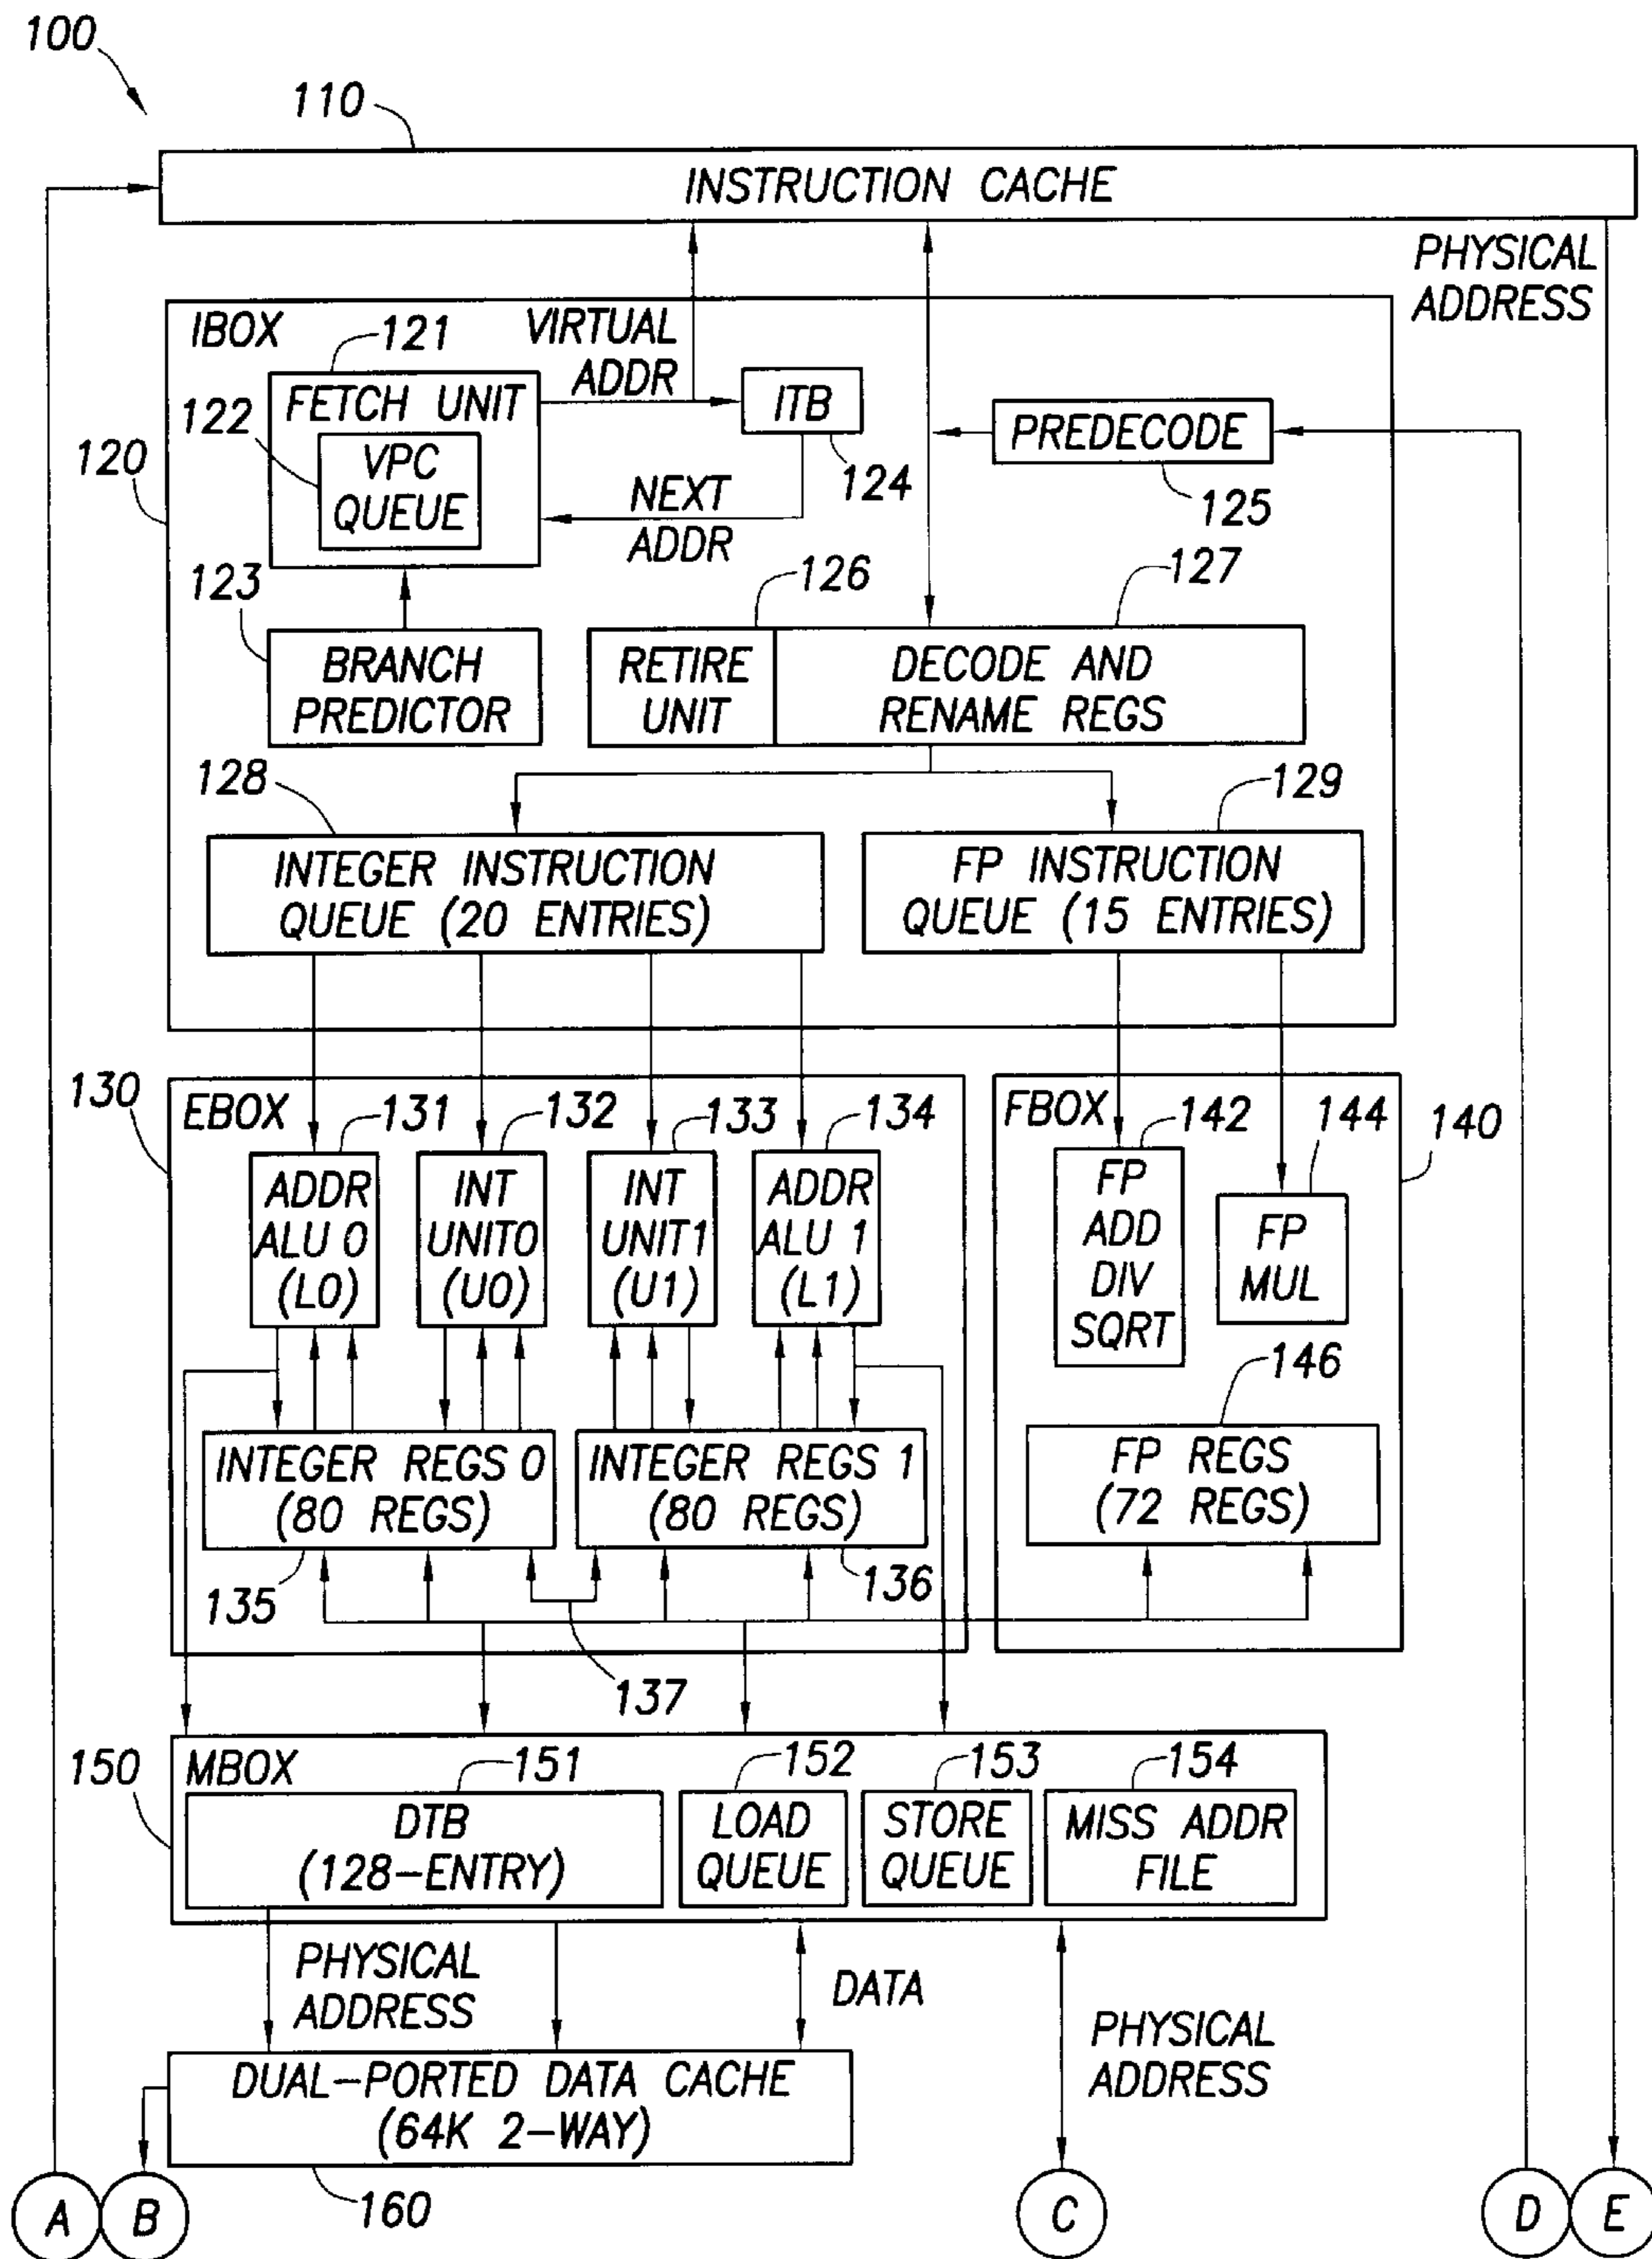 100
110
INSTRUCTION CACHE
PHYSICAL
ADDRESS
IBOX
121
VIRTUAL
ADDR
FETCH UNIT
122
VPC
QUEUE
ITB
124
PREDECODE
125
120
NEXT
ADDR
123
BRANCH
PREDICTOR
126
127
RETIRE
UNIT
DECODE AND
RENAME REGS
128
129
INTEGER INSTRUCTION
QUEUE (20 ENTRIES)
FP INSTRUCTION
QUEUE (15 ENTRIES)
130
EBOX
131
132
133
134
ADDR
ALU 0
(L0)
INT
UNIT0
(U0)
INT
UNIT1
(U1)
ADDR
ALU 1
(L1)
FBOX
142
144
140
FP
ADD
DIV
SQRT
FP
MUL
146
INTEGER REGS 0
(80 REGS)
INTEGER REGS 1
(80 REGS)
FP REGS
(72 REGS)
135
136
137
150
MBOX
151
152
153
154
DTB
(128-ENTRY)
LOAD
QUEUE
STORE
QUEUE
MISS ADDR
FILE
PHYSICAL
ADDRESS
DATA
PHYSICAL
ADDRESS
DUAL-PORTED DATA CACHE
(64K 2-WAY)
160
A
B
C
D
E